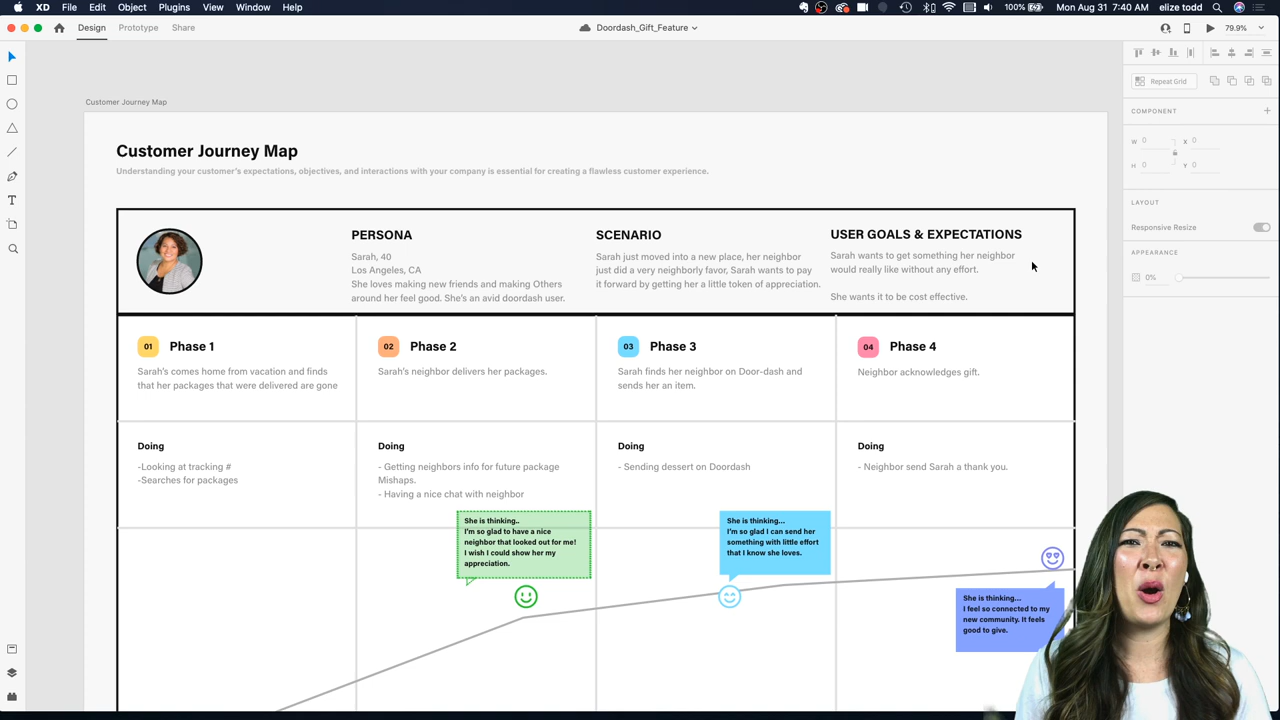 XD File Edit Object Plugins View Window Help
100% Mon Aug 31 7:40 AM elize todd
Design Prototype Share
Doordash_Gift_Feature
79.9%
Customer Journey Map
Customer Journey Map
Understanding your customer's expectations, objectives, and interactions with your company is essential for creating a flawless customer experience.
PERSONA
Sarah, 40
Los Angeles, CA
She loves making new friends and making Others
around her feel good. She's an avid doordash user.
SCENARIO
Sarah just moved into a new place, her neighbor
just did a very neighborly favor, Sarah wants to pay
it forward by getting her a little token of appreciation.
USER GOALS & EXPECTATIONS
Sarah wants to get something her neighbor
would really like without any effort.
She wants it to be cost effective.
01 Phase 1
Sarah's comes home from vacation and finds
that her packages that were delivered are gone
02 Phase 2
Sarah's neighbor delivers her packages.
03 Phase 3
Sarah finds her neighbor on Door-dash and
sends her an item.
04 Phase 4
Neighbor acknowledges gift.
Doing
-Looking at tracking #
-Searches for packages
Doing
- Getting neighbors info for future package
Mishaps.
- Having a nice chat with neighbor
Doing
- Sending dessert on Doordash
Doing
- Neighbor send Sarah a thank you.
She is thinking..
I'm so glad to have a nice
neighbor that looked out for me!
I wish I could show her my
appreciation.
She is thinking...
I'm so glad I can send her
something with little effort
that I know she loves.
She is thinking...
I feel so connected to my
new community. It feels
good to give.
Repeat Grid
COMPONENT
W 0 X 0
H 0 Y 0
LAYOUT
Responsive Resize
APPEARANCE
0%